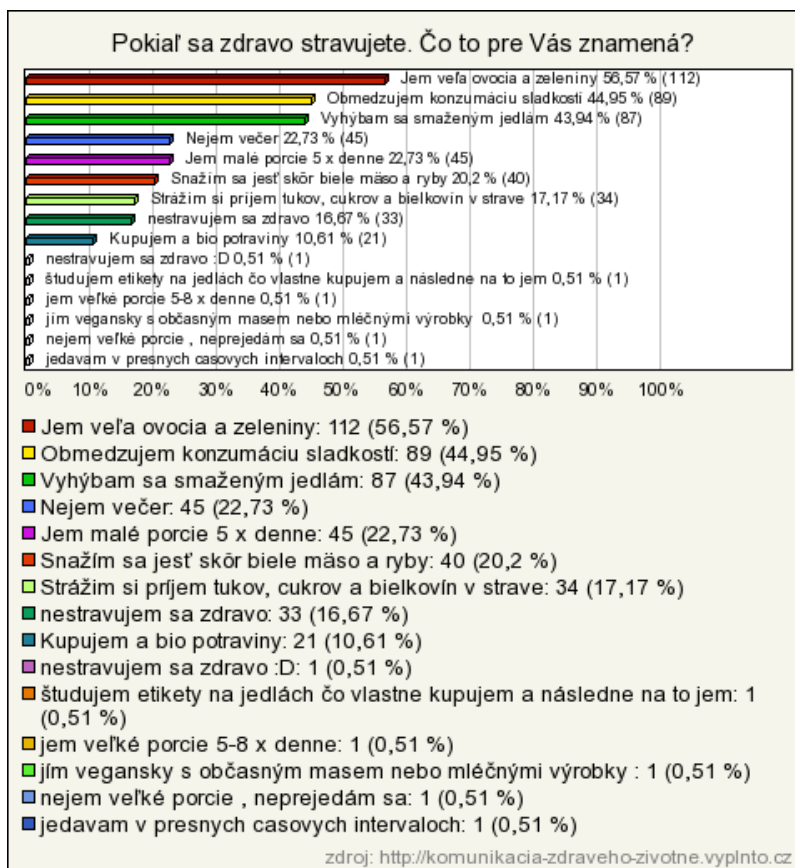 Pokiaľ sa zdravo stravujete. Čo to pre Vás znamená?
Jem veľa ovocia a zeleniny 56,57 % (112)
Obmedzujem konzumáciu sladkostí 44,95 % (89)
Vyhýbam sa smaženým jedlám 43,94 % (87)
Nejem večer 22,73 % (45)
Jem malé porcie 5 x denne 22,73 % (45)
Snažím sa jesť skôr biele mäso a ryby 20,2 % (40)
Strážim si príjem tukov, cukrov a bielkovín v strave 17,17 % (34)
nestravujem sa zdravo 16,67 % (33)
Kupujem a bio potraviny 10,61 % (21)
nestravujem sa zdravo :D 0,51 % (1)
študujem etikety na jedlách čo vlastne kupujem a následne na to jem 0,51 % (1)
jem veľké porcie 5-8 x denne 0,51 % (1)
jím vegansky s občasným masem nebo mléčnými výrobky 0,51 % (1)
nejem veľké porcie , neprejedám sa 0,51 % (1)
jedavam v presnych casovych intervaloch 0,51 % (1)
0% 10% 20% 30% 40% 50% 60% 70% 80% 90% 100%
Jem veľa ovocia a zeleniny: 112 (56,57 %)
Obmedzujem konzumáciu sladkostí: 89 (44,95 %)
Vyhýbam sa smaženým jedlám: 87 (43,94 %)
Nejem večer: 45 (22,73 %)
Jem malé porcie 5 x denne: 45 (22,73 %)
Snažím sa jesť skôr biele mäso a ryby: 40 (20,2 %)
Strážim si príjem tukov, cukrov a bielkovín v strave: 34 (17,17 %)
nestravujem sa zdravo: 33 (16,67 %)
Kupujem a bio potraviny: 21 (10,61 %)
nestravujem sa zdravo :D: 1 (0,51 %)
študujem etikety na jedlách čo vlastne kupujem a následne na to jem: 1
(0,51 %)
jem veľké porcie 5-8 x denne: 1 (0,51 %)
jím vegansky s občasným masem nebo mléčnými výrobky : 1 (0,51 %)
nejem veľké porcie , neprejedám sa: 1 (0,51 %)
jedavam v presnych casovych intervaloch: 1 (0,51 %)
zdroj: http://komunikacia-zdraveho-zivotne.vyplnto.cz